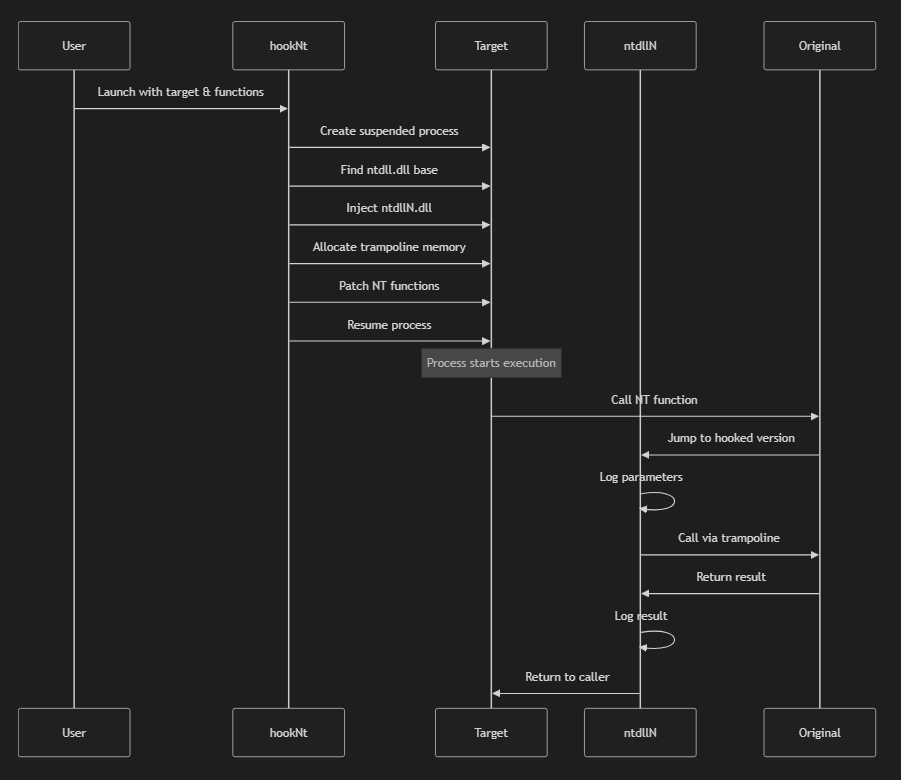 User
hookNt
Target
ntdllN
Original
Launch with target & functions
Create suspended process
Find ntdll.dll base
Inject ntdllN.dll
Allocate trampoline memory
Patch NT functions
Resume process
Process starts execution
Call NT function
Jump to hooked version
Log parameters
Call via trampoline
Return result
Log result
Return to caller
User
hookNt
Target
ntdllN
Original